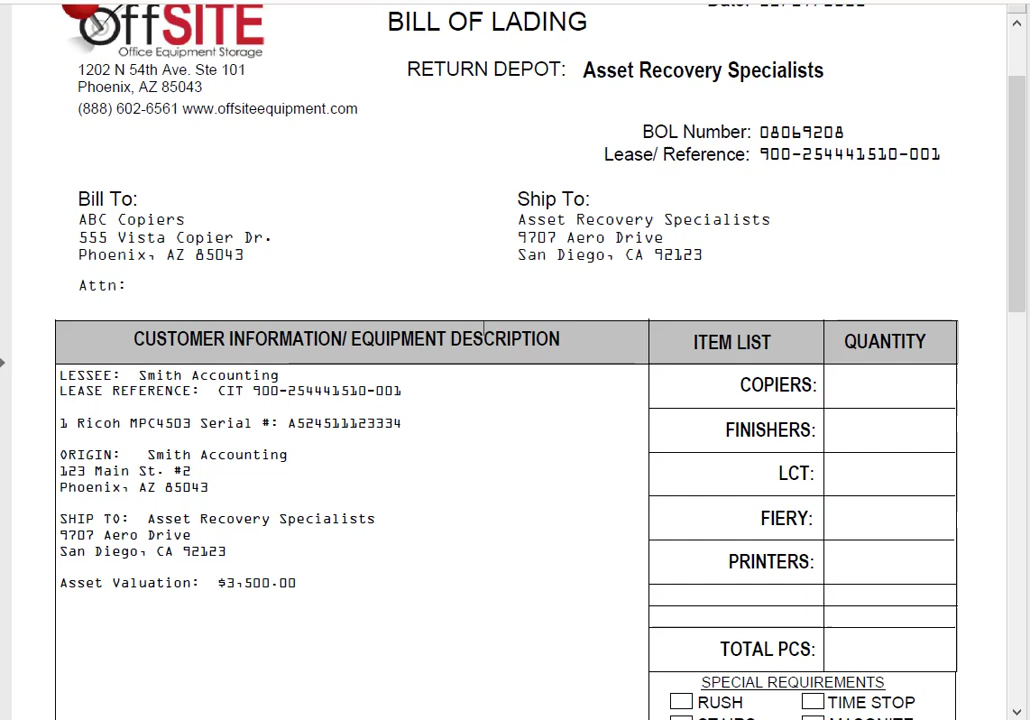 OffSITE
BILL OF LADING
Office Equipment Storage
1202 N 54th Ave. Ste 101
Phoenix, AZ 85043
(888) 602-6561 www.offsiteequipment.com
RETURN DEPOT: Asset Recovery Specialists
BOL Number: 08069208
Lease/ Reference: 900-254441510-001
Bill To:
ABC Copiers
555 Vista Copier Dr.
Phoenix, AZ 85043
Attn:
Ship To:
Asset Recovery Specialists
9707 Aero Drive
San Diego, CA 92123
CUSTOMER INFORMATION/ EQUIPMENT DESCRIPTION
ITEM LIST
QUANTITY
LESSEE: Smith Accounting
LEASE REFERENCE: CIT 900-254441510-001
1 Ricoh MPC4503 Serial #: A524511123334
ORIGIN: Smith Accounting
123 Main St. #2
Phoenix, AZ 85043
SHIP TO: Asset Recovery Specialists
9707 Aero Drive
San Diego, CA 92123
Asset Valuation: $3,500.00
COPIERS:
FINISHERS:
LCT:
FIERY:
PRINTERS:
TOTAL PCS:
SPECIAL REQUIREMENTS
RUSH
TIME STOP